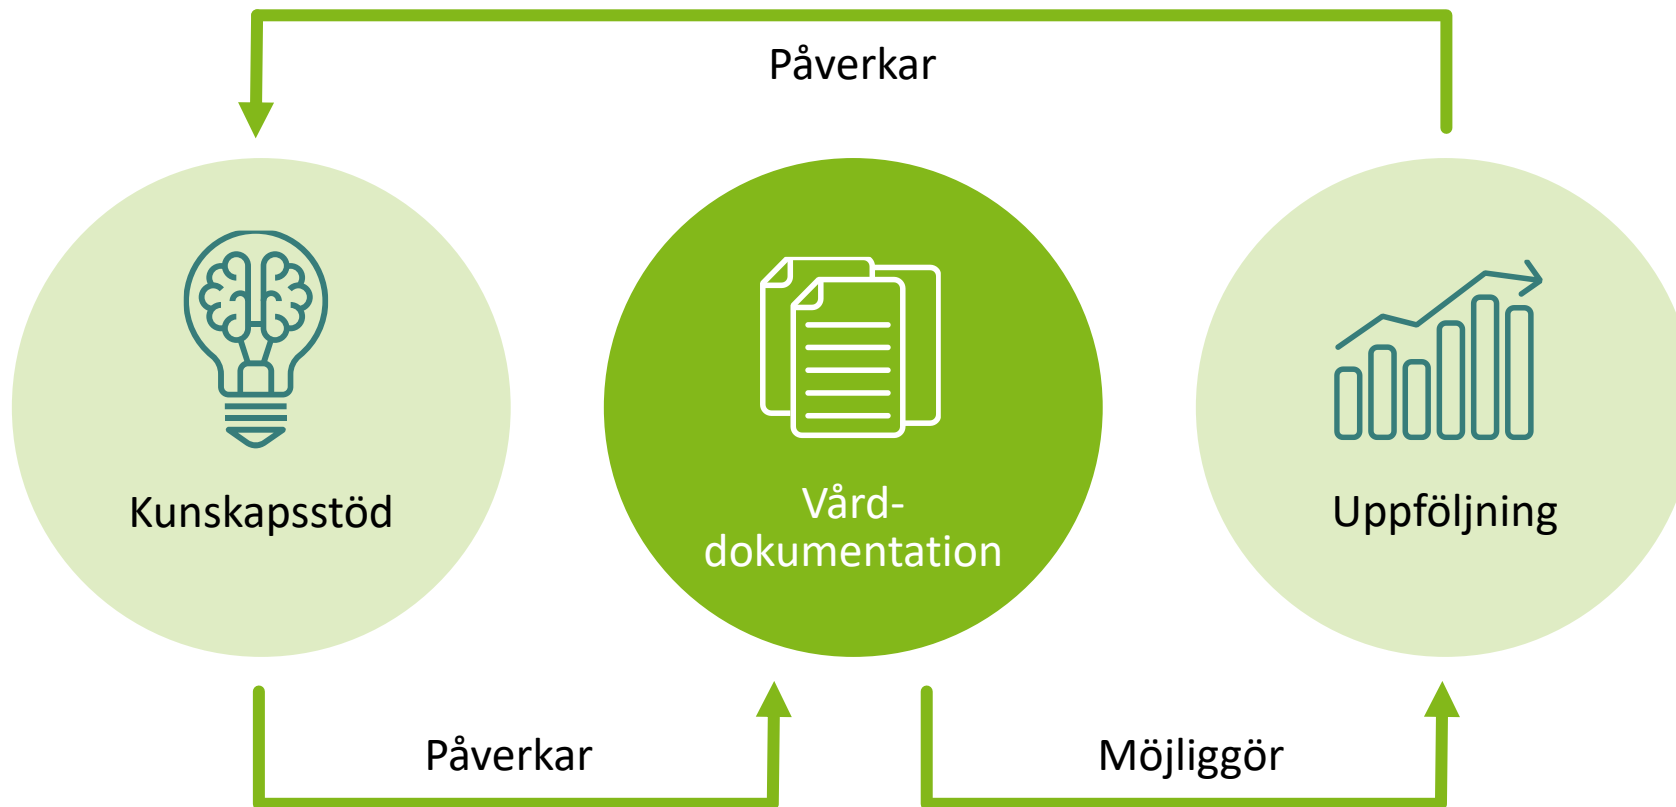 Påverkar
Kunskapsstöd
Vård-
dokumentation
Uppföljning
Påverkar
Möjliggör